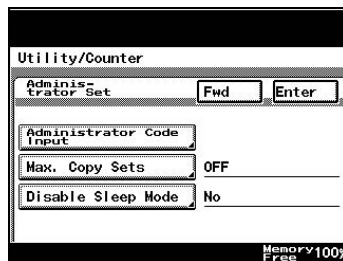 Utility/Counter
Adminis-
trator Set
Fwd
Enter
Administrator Code
Input
Max. Copy Sets
OFF
Disable Sleep Mode
No
Memory 100%
Free